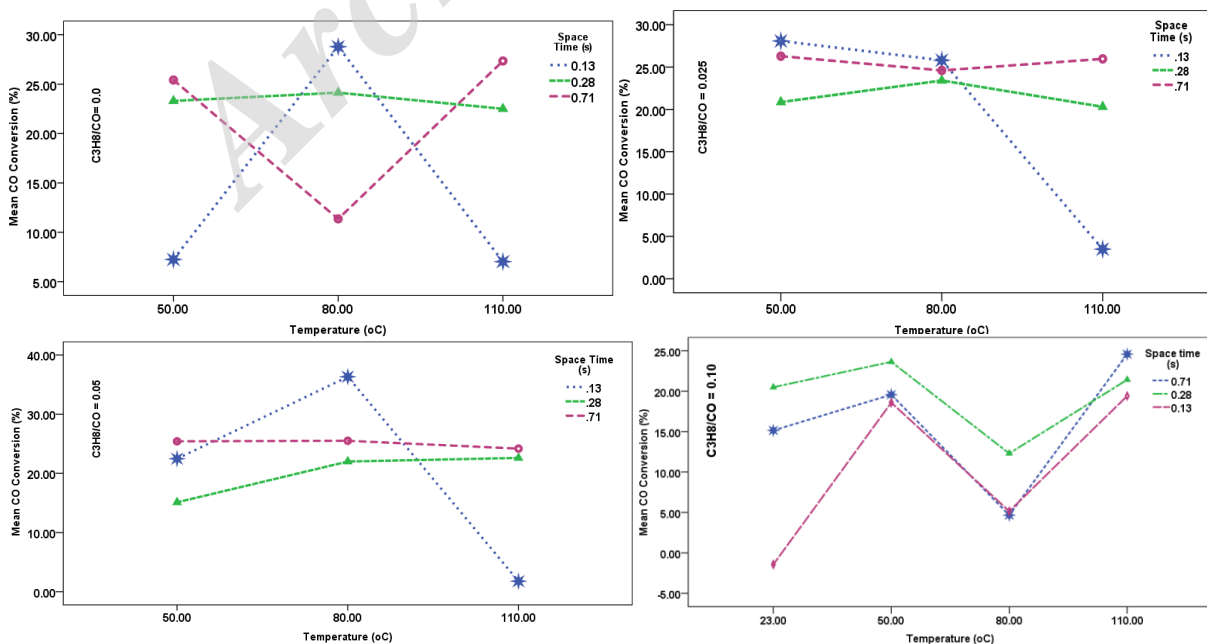 Arc
30.00
25.00
20.00
15.00
10.00
5.00
Mean CO Conversion (%)
C3H8/CO= 0.0
Space
Time (s)
0.13
0.28
0.71
50.00 80.00 110.00
Temperature (oC)
30.00
25.00
20.00
15.00
10.00
5.00
.00
Mean CO Conversion (%)
C3H8/CO = 0.025
Space
Time (s)
.13
.28
.71
50.00 80.00 110.00
Temperature (oC)
40.00
30.00
20.00
10.00
0.00
Mean CO Conversion (%)
C3H8/CO = 0.05
Space Time
(s)
.13
.28
.71
50.00 80.00 110.00
Temperature (oC)
25.00
20.00
15.00
10.00
5.00
0.00
-5.00
Mean CO Conversion (%)
C3H8/CO = 0.10
Space time
(s)
0.71
0.28
0.13
23.00 50.00 80.00 110.00
Temperature (oC)